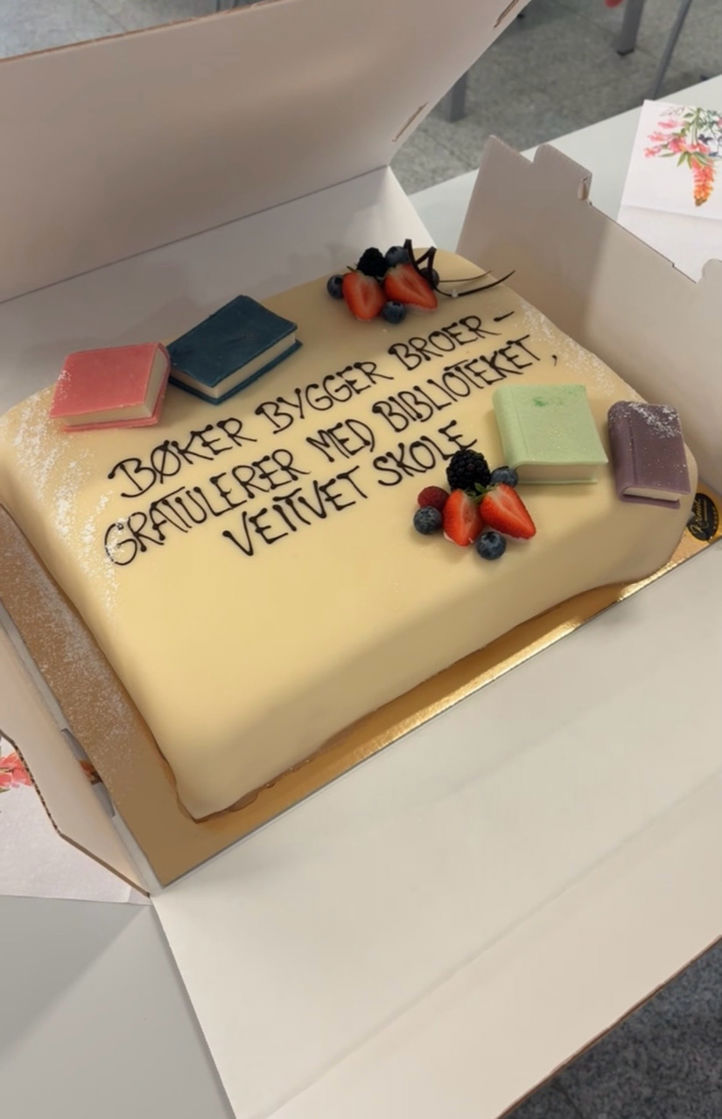 BØKER BYGGER BROER –
GRATULERER MED BIBLIOTEKET,
VEITVET SKOLE